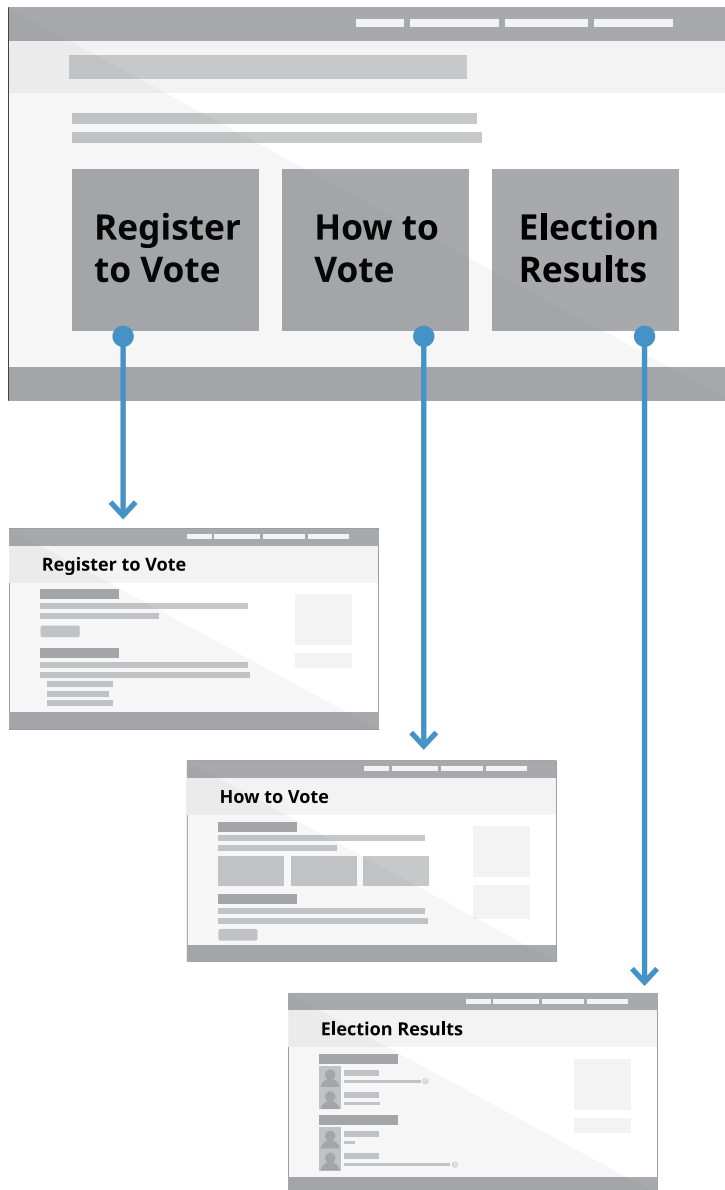 Register
to Vote
How to
Vote
Election
Results
Register to Vote
How to Vote
Election Results